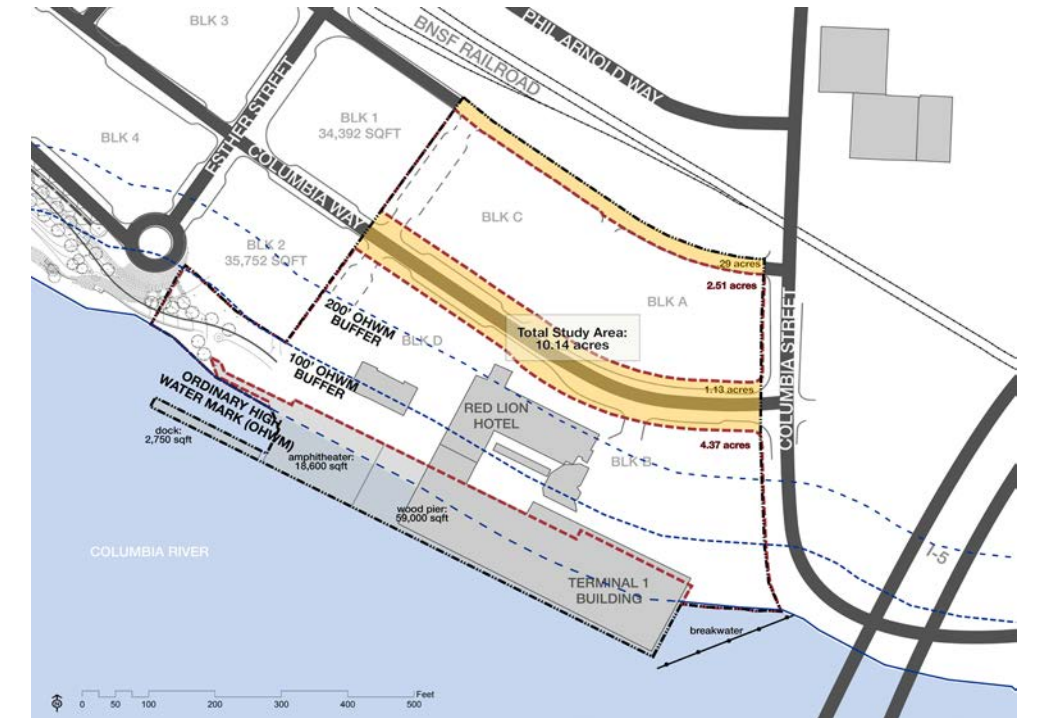 BLK 3
BNSF RAILROAD
PHIL ARNOLD WAY
BLK 1
34,392 SQFT
BLK 4
ESTHER STREET
COLUMBIA WAY
BLK C
BLK 2
35,752 SQFT
29 acres
2.51 acres
BLK A
200' OHWM
BUFFER
Total Study Area:
10.14 acres
BLK D
100' OHWM
BUFFER
1.13 acres
COLUMBIA STREET
ORDINARY HIGH
WATER MARK (OHWM)
RED LION
HOTEL
4.37 acres
dock:
2,750 sqft
amphitheater:
18,600 sqft
BLK B
wood pier:
59,000 sqft
COLUMBIA RIVER
I-5
TERMINAL 1
BUILDING
breakwater
Feet
0 50 100 200 300 400 500